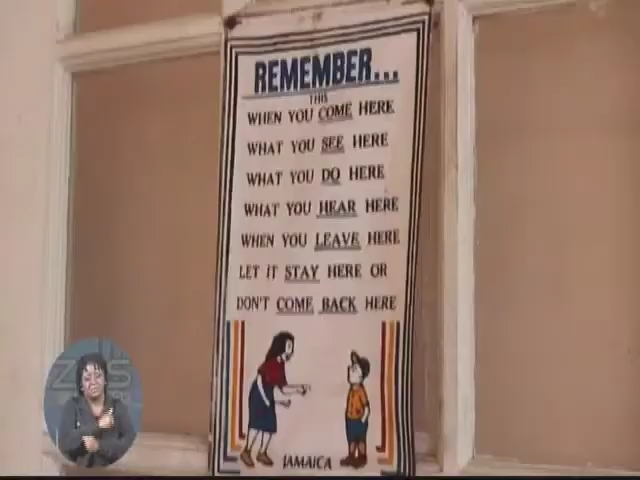 REMEMBER...
THIS
WHEN YOU COME HERE
WHAT YOU SEE HERE
WHAT YOU DO HERE
WHAT YOU HEAR HERE
WHEN YOU LEAVE HERE
LET IT STAY HERE OR
DON'T COME BACK HERE
JAMAICA